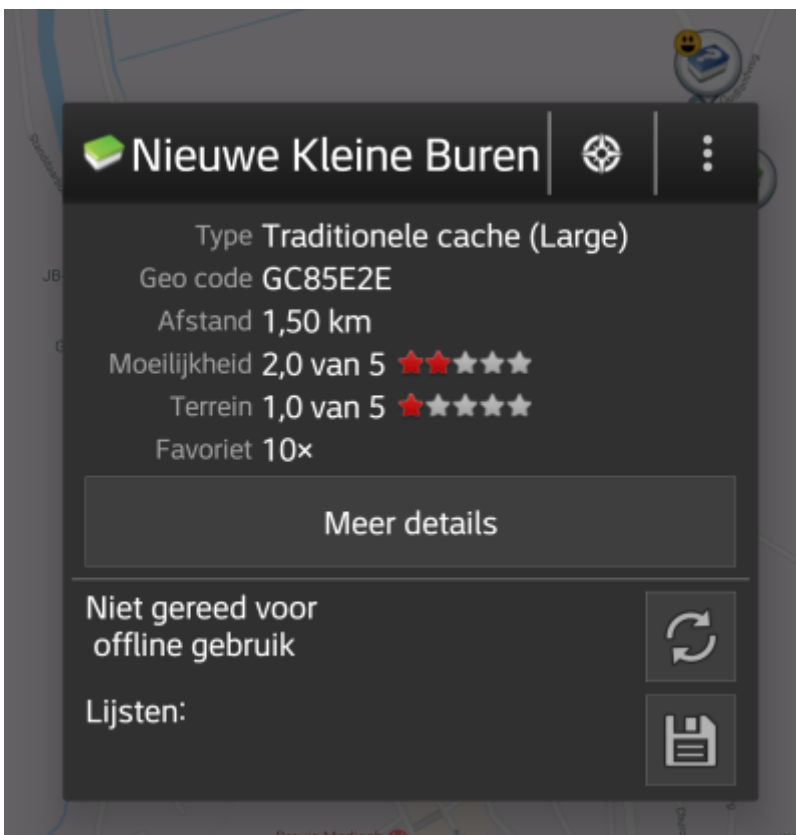 Nieuwe Kleine Buren
Type Traditionele cache (Large)
JB
Geo code GC85E2E
Afstand 1,50 km
Moeilijkheid 2,0 van 5
Terrein 1,0 van 5
Favoriet 10×
Meer details
Niet gereed voor
offline gebruik
Lijsten: